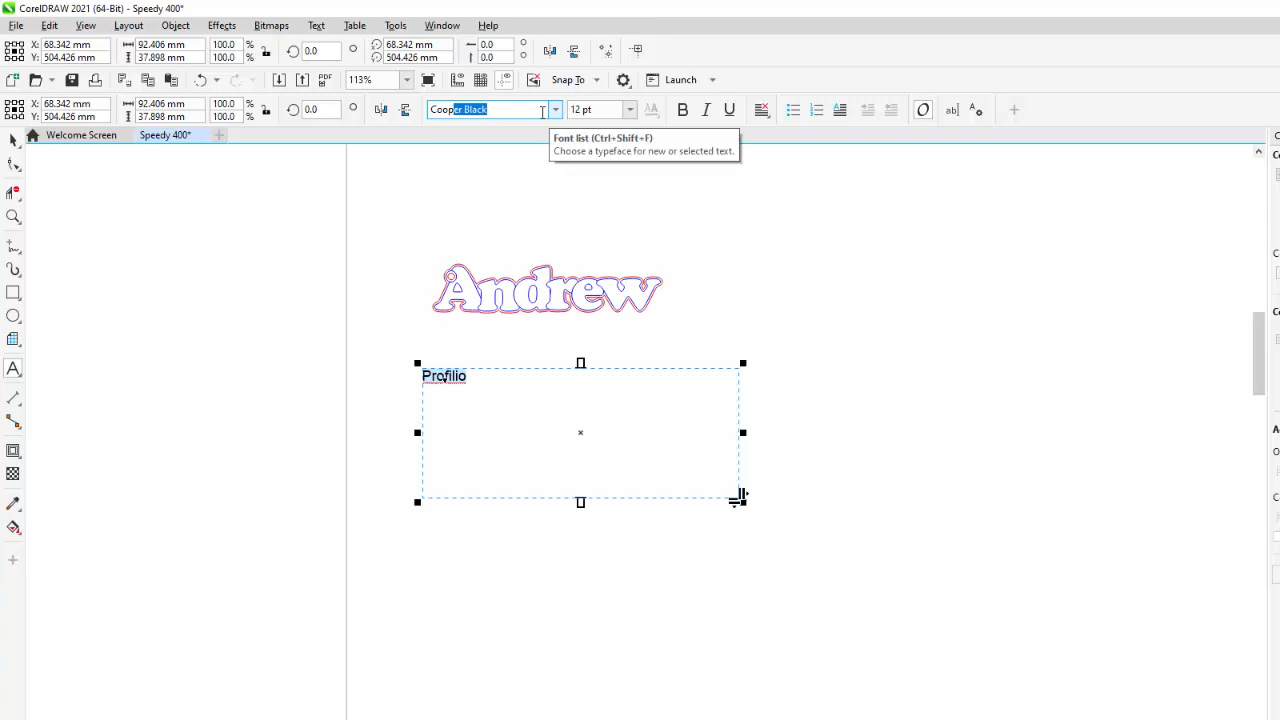 CorelDRAW 2021 (64-Bit) - Speedy 400*
File Edit View Layout Object Effects Bitmaps Text Table Tools Window Help
X: 68.342 mm 92.406 mm 100.0 % 0.0 68.342 mm 0.0
Y: 504.426 mm 37.898 mm 100.0 % 504.426 mm 0.0
PDF 113% Snap To Launch
X: 68.342 mm 92.406 mm 100.0 % 0.0 Cooper Black 12 pt AA B I U A O ab
Y: 504.426 mm 37.898 mm 100.0 %
Welcome Screen Speedy 400*
Font list (Ctrl+Shift+F)
Choose a typeface for new or selected text.
Andrew
Profilio